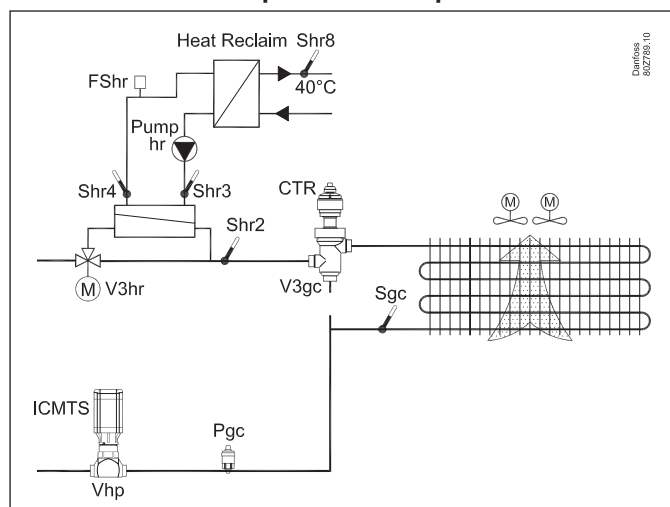 Heat Reclaim
Shr8
FShr
40°C
Pump
hr
Shr4
Shr3
CTR
M
M
Shr2
M
V3hr
V3gc
Sgc
ICMTS
Pgc
Vhp
Danfoss
80Z789.10